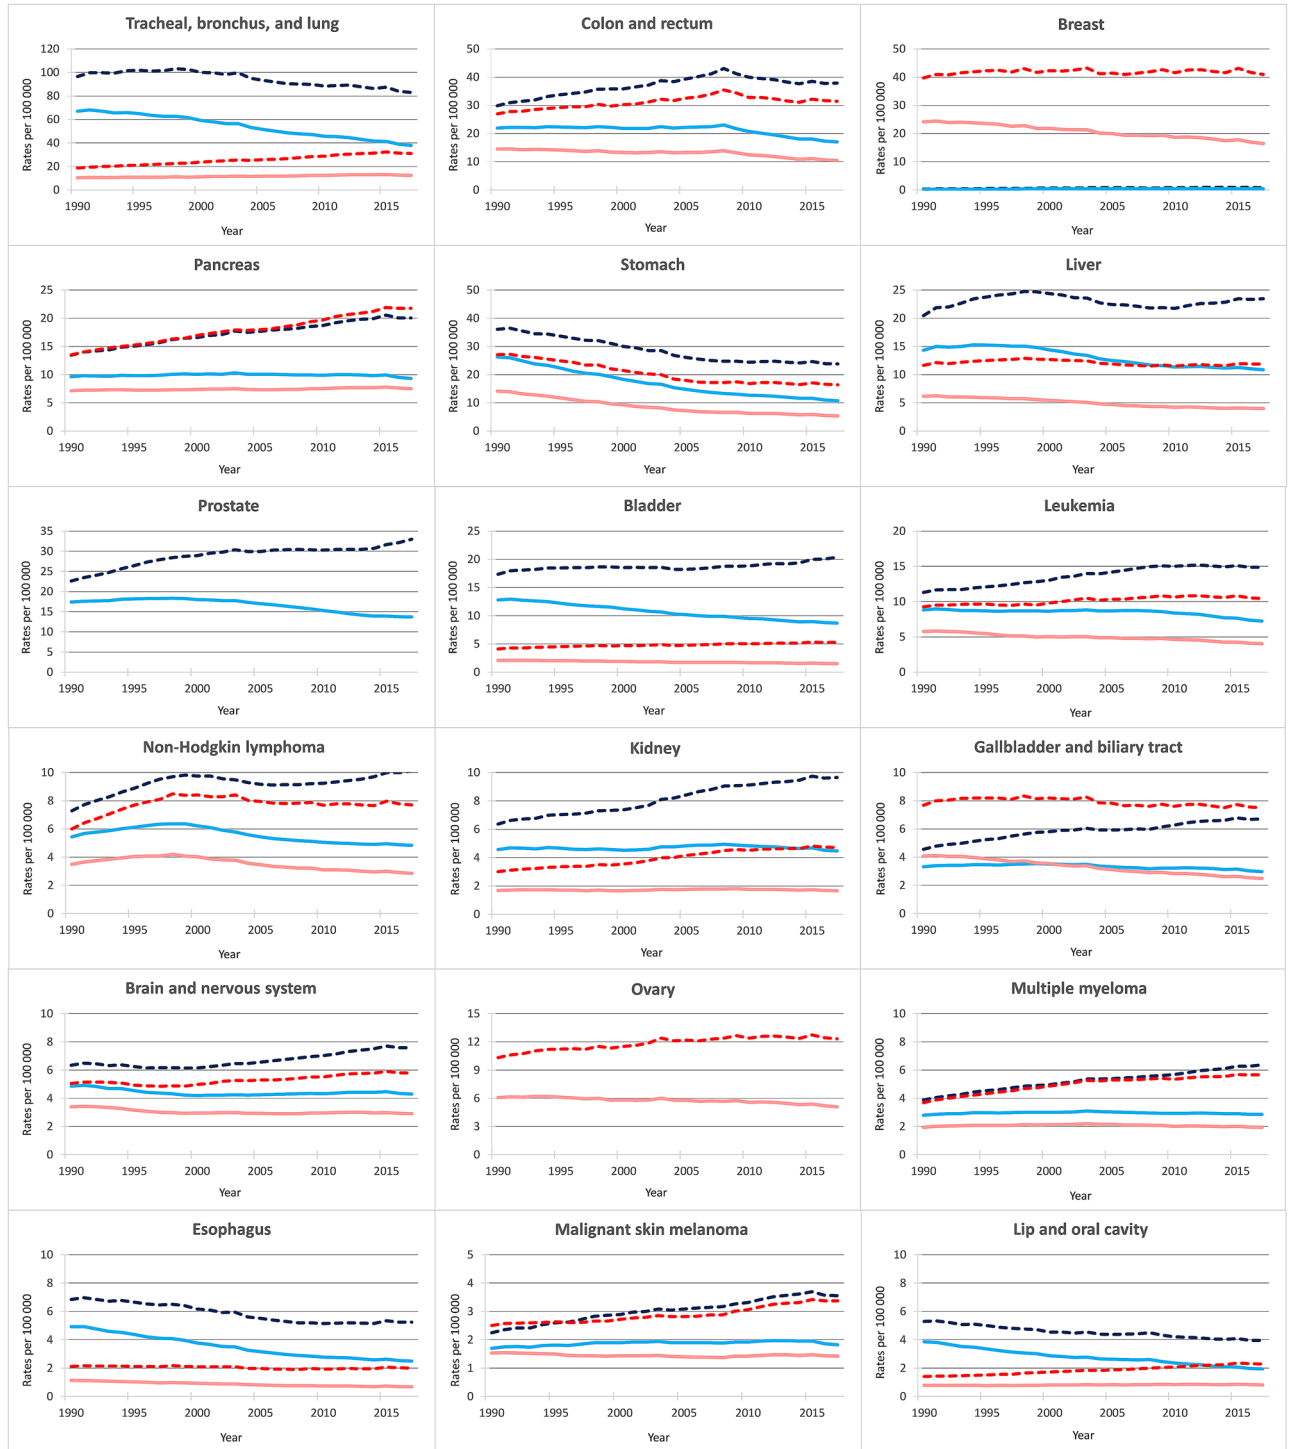 Tracheal, bronchus, and lung
Rates per 100 000
120
100
80
60
40
20
0
1990 1995 2000 2005 2010 2015
Year
Colon and rectum
Rates per 100 000
50
40
30
20
10
0
1990 1995 2000 2005 2010 2015
Year
Breast
Rates per 100 000
50
40
30
20
10
0
1990 1995 2000 2005 2010 2015
Year
Pancreas
Rates per 100 000
25
20
15
10
5
0
1990 1995 2000 2005 2010 2015
Year
Stomach
Rates per 100 000
50
40
30
20
10
0
1990 1995 2000 2005 2010 2015
Year
Liver
Rates per 100 000
25
20
15
10
5
0
1990 1995 2000 2005 2010 2015
Year
Prostate
Rates per 100 000
35
30
25
20
15
10
5
0
1990 1995 2000 2005 2010 2015
Year
Bladder
Rates per 100 000
25
20
15
10
5
0
1990 1995 2000 2005 2010 2015
Year
Leukemia
Rates per 100 000
20
15
10
5
0
1990 1995 2000 2005 2010 2015
Year
Non-Hodgkin lymphoma
Rates per 100 000
10
8
6
4
2
0
1990 1995 2000 2005 2010 2015
Year
Kidney
Rates per 100 000
10
8
6
4
2
0
1990 1995 2000 2005 2010 2015
Year
Gallbladder and biliary tract
Rates per 100 000
10
8
6
4
2
0
1990 1995 2000 2005 2010 2015
Year
Brain and nervous system
Rates per 100 000
10
8
6
4
2
0
1990 1995 2000 2005 2010 2015
Year
Ovary
Rates per 100 000
15
12
9
6
3
0
1990 1995 2000 2005 2010 2015
Year
Multiple myeloma
Rates per 100 000
10
8
6
4
2
0
1990 1995 2000 2005 2010 2015
Year
Esophagus
Rates per 100 000
10
8
6
4
2
0
1990 1995 2000 2005 2010 2015
Year
Malignant skin melanoma
Rates per 100 000
5
4
3
2
1
0
1990 1995 2000 2005 2010 2015
Year
Lip and oral cavity
Rates per 100 000
10
8
6
4
2
0
1990 1995 2000 2005 2010 2015
Year